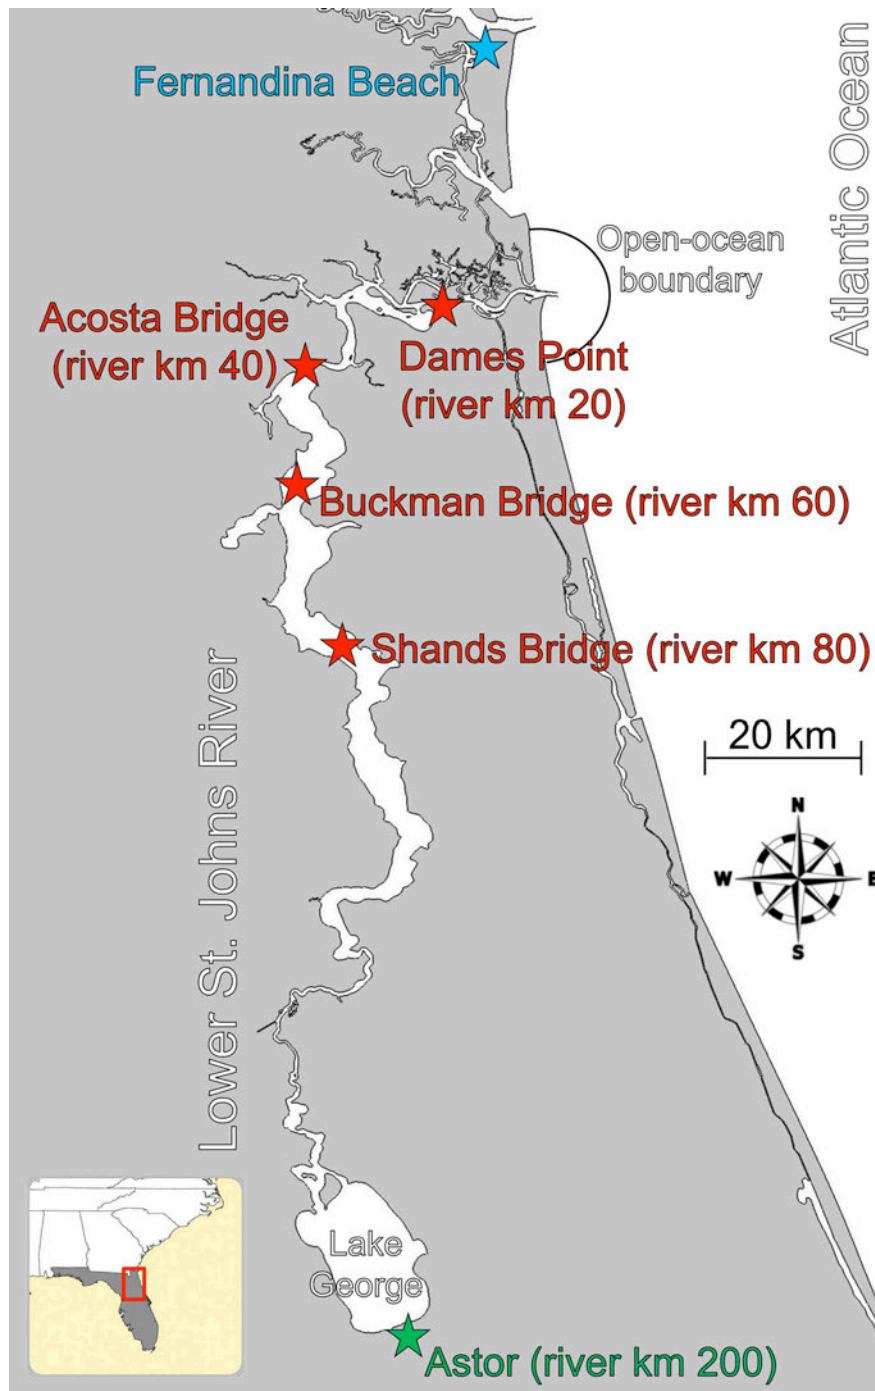 Fernandina Beach
Atlantic Ocean
Open-ocean
boundary
Acosta Bridge
(river km 40)
Dames Point
(river km 20)
Buckman Bridge (river km 60)
Shands Bridge (river km 80)
Lower St. Johns River
20 km
N
W
E
S
Lake
George
Astor (river km 200)